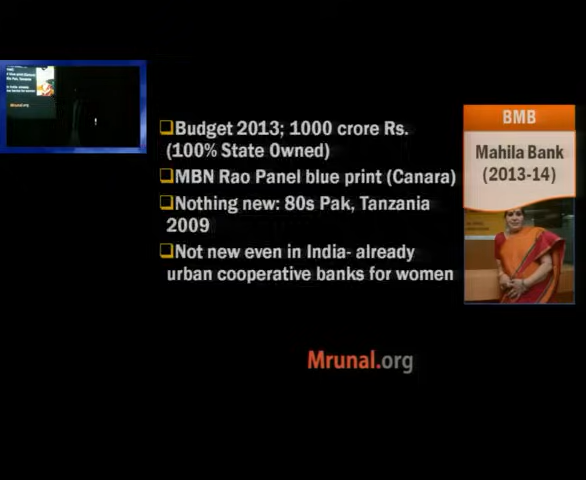 ❑Budget 2013; 1000 crore Rs.
(100% State Owned)
❑MBN Rao Panel blue print (Canara)
❑Nothing new: 80s Pak, Tanzania
2009
❑Not new even in India- already
urban cooperative banks for women
BMB
Mahila Bank
(2013-14)
Mrunal.org
Mrunal.org